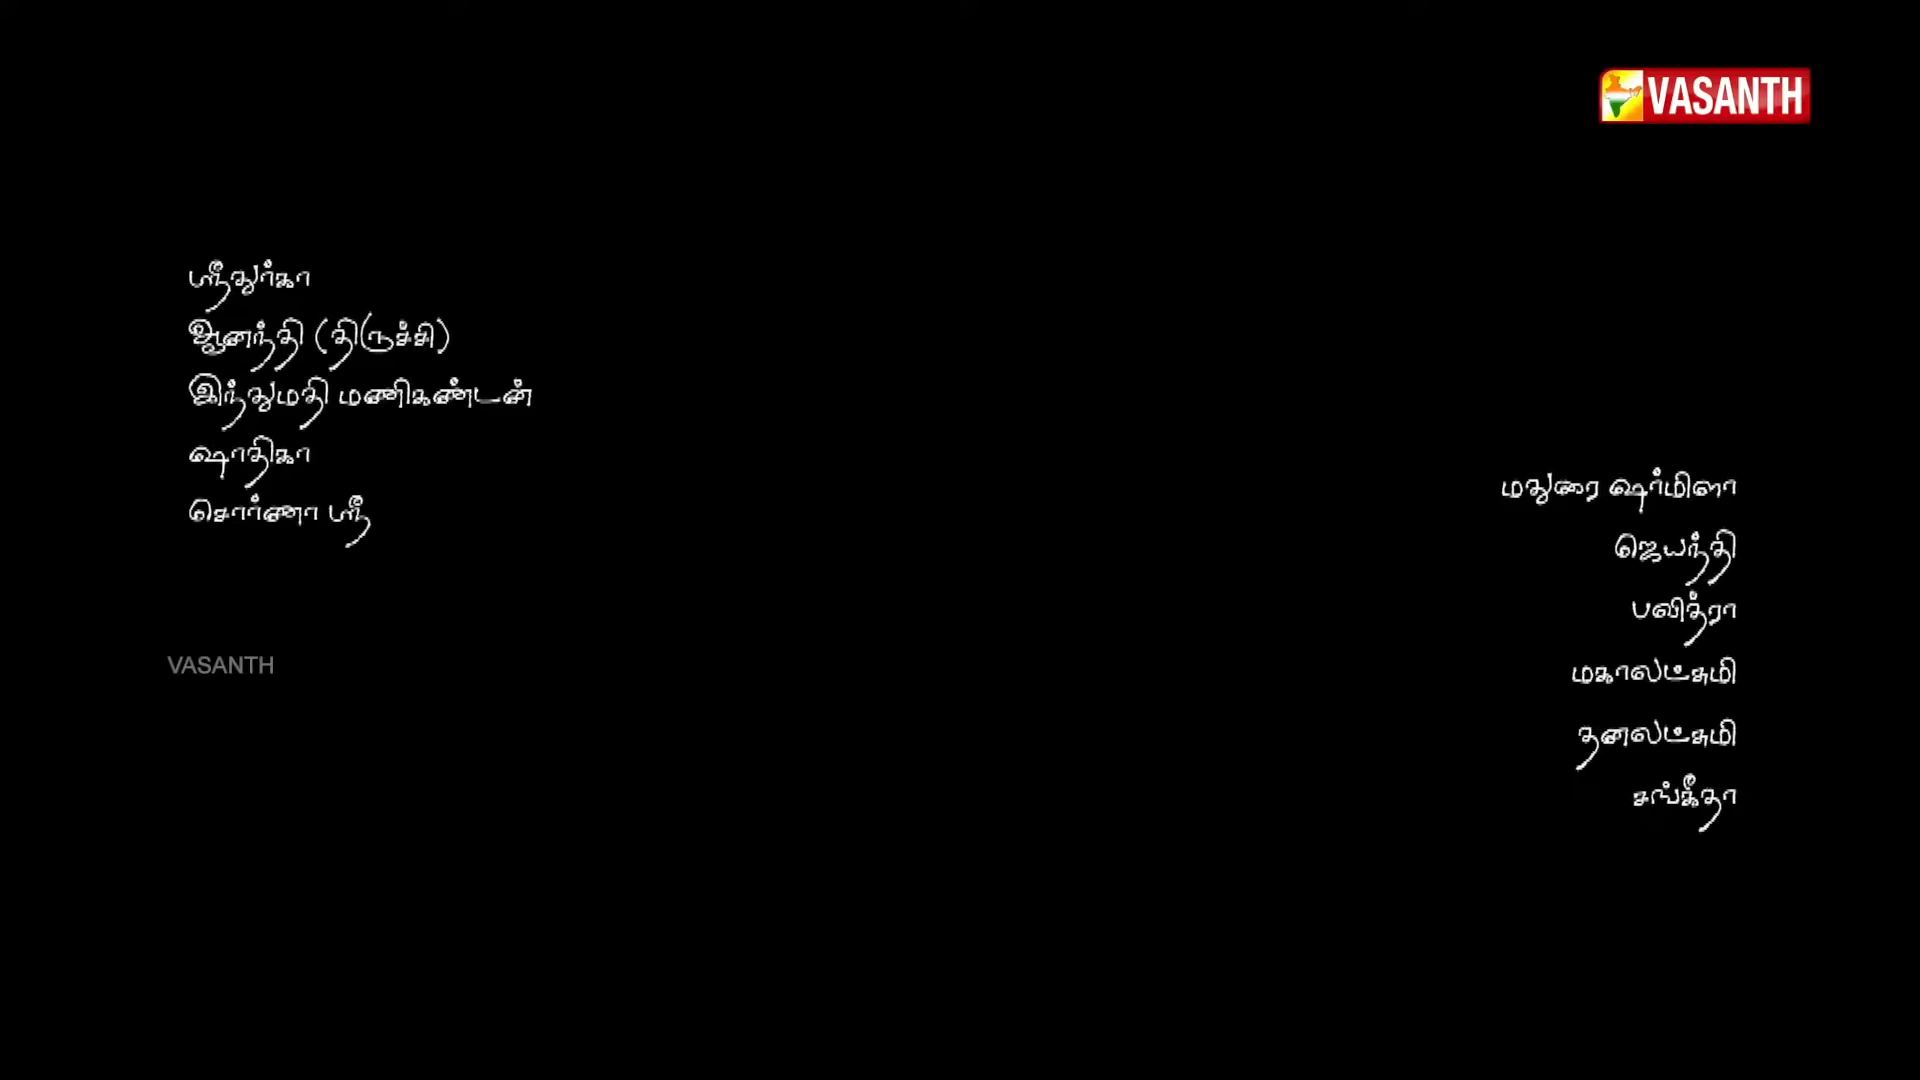 VASANTH
ஸ்ரீதுர்கா
ஆனந்தி (திருச்சி)
இந்துமதி மணிகண்டன்
ஷாதிகா
சொர்ணா ஸ்ரீ
VASANTH
மதுரை ஷர்மிளா
ஜெயந்தி
பவித்ரா
மகாலட்சுமி
தனலட்சுமி
சங்கீதா